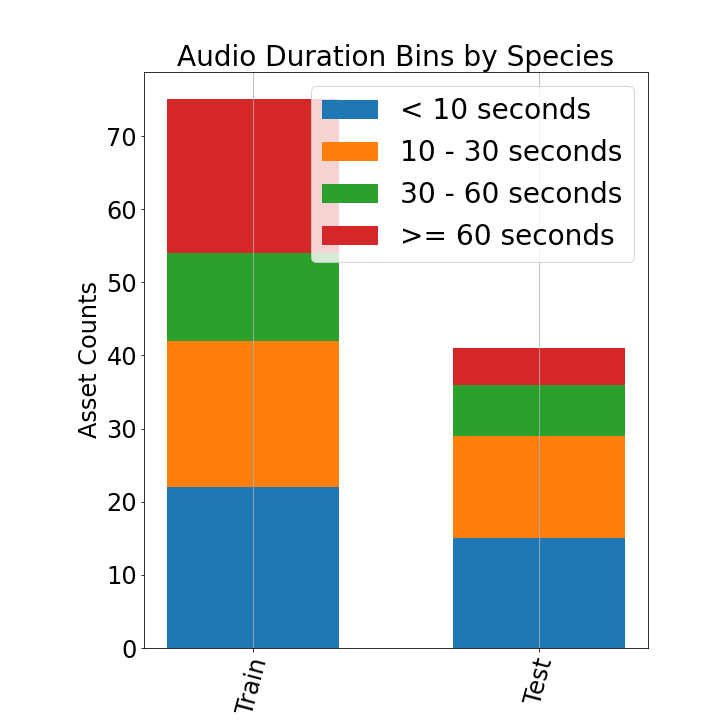 Audio Duration Bins by Species
< 10 seconds
10 - 30 seconds
30 - 60 seconds
>= 60 seconds
Asset Counts
70
60
50
40
30
20
10
0
Train
Test